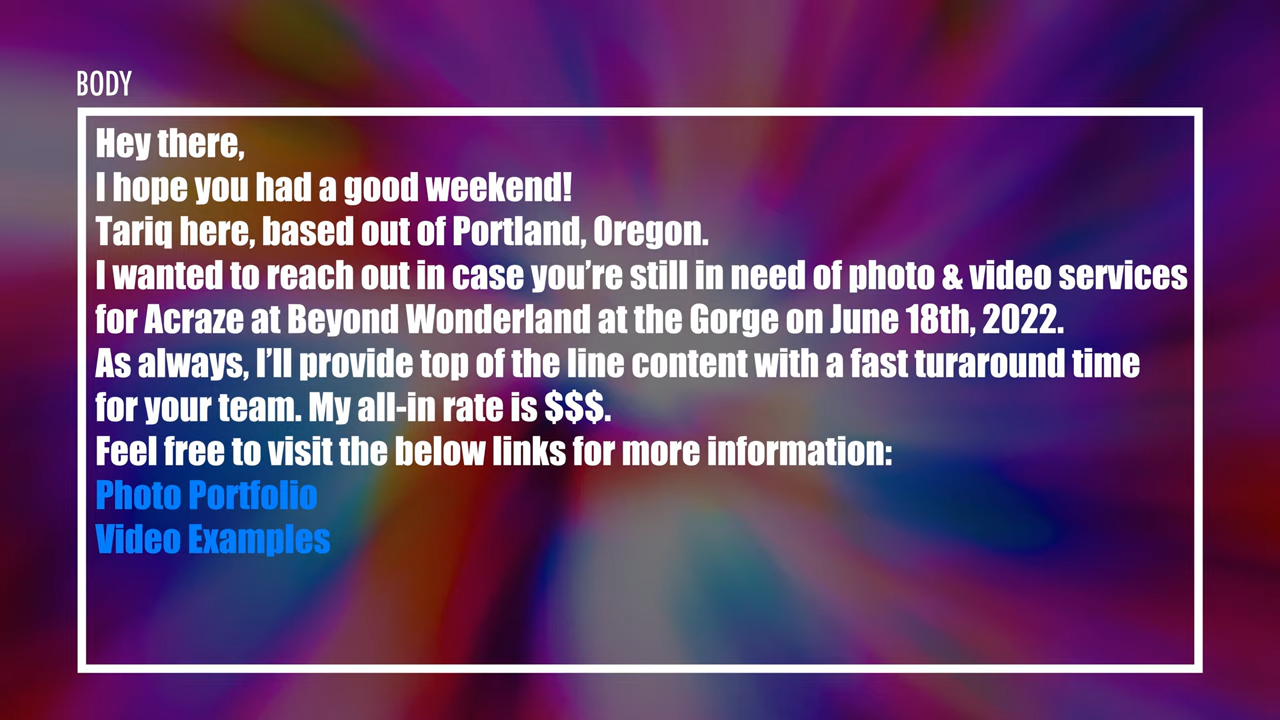 BODY
Hey there,
I hope you had a good weekend!
Tariq here, based out of Portland, Oregon.
I wanted to reach out in case you’re still in need of photo & video services
for Acraze at Beyond Wonderland at the Gorge on June 18th, 2022.
As always, I’ll provide top of the line content with a fast turaround time
for your team. My all-in rate is $$$.
Feel free to visit the below links for more information:
Photo Portfolio
Video Examples